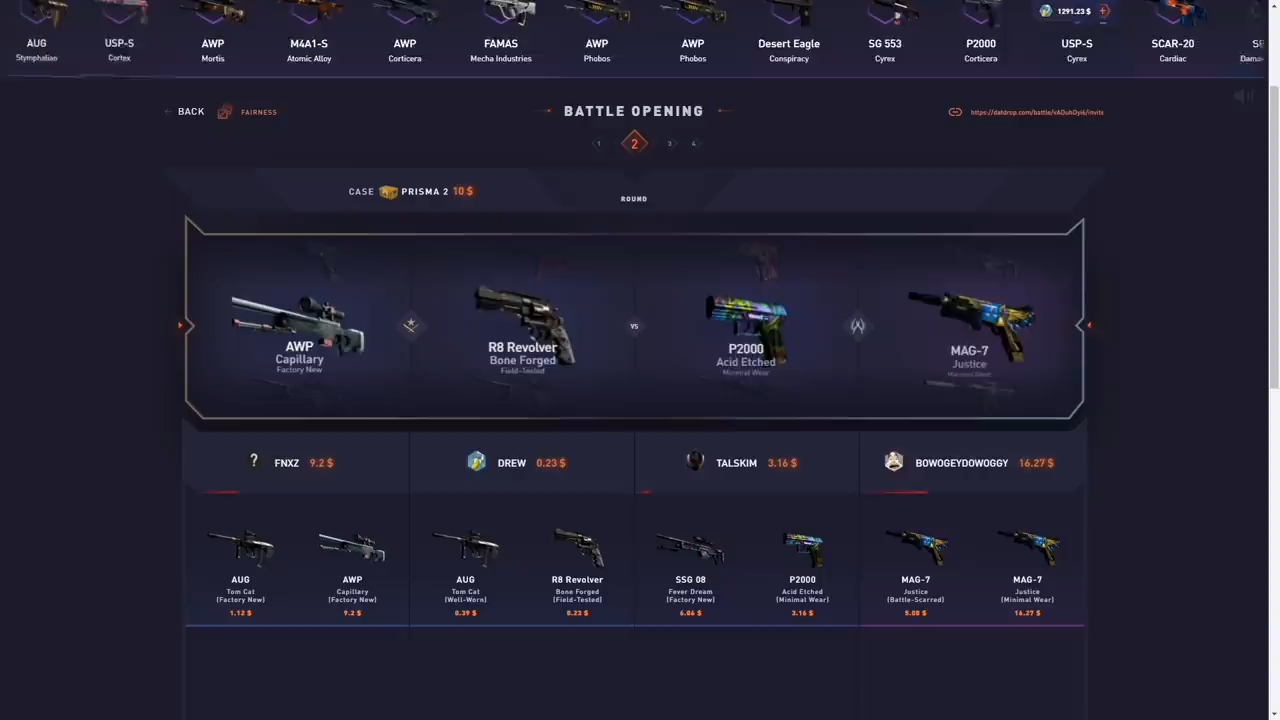 1291.23 $
AUG
USP-S
AWP
M4A1-S
AWP
FAMAS
AWP
AWP
Desert Eagle
SG 553
P2000
USP-S
SCAR-20
Stymphalian
Cortex
Mortis
Atomic Alloy
Corticera
Mecha Industries
Phobos
Phobos
Conspiracy
Cyrex
Corticera
Cyrex
Cardiac
BACK
FAIRNESS
BATTLE OPENING
1
2
3
4
CASE PRISMA 2 10 $
ROUND
AWP
Capillary
Factory New
R8 Revolver
Bone Forged
Field-Tested
VS
P2000
Acid Etched
Minimal Wear
MAG-7
Justice
FNXZ 9.2 $
DREW 0.23 $
TALSKIM 3.16 $
BOWOGEYDOWOGGY 16.27 $
AUG
Tom Cat
(Factory New)
1.12 $
AWP
Capillary
(Factory New)
9.2 $
AUG
Tom Cat
(Well-Worn)
0.39 $
R8 Revolver
Bone Forged
(Field-Tested)
0.23 $
SSG 08
Fever Dream
(Factory New)
6.06 $
P2000
Acid Etched
(Minimal Wear)
3.16 $
MAG-7
Justice
(Battle-Scarred)
MAG-7
Justice
(Minimal Wear)
16.27 $